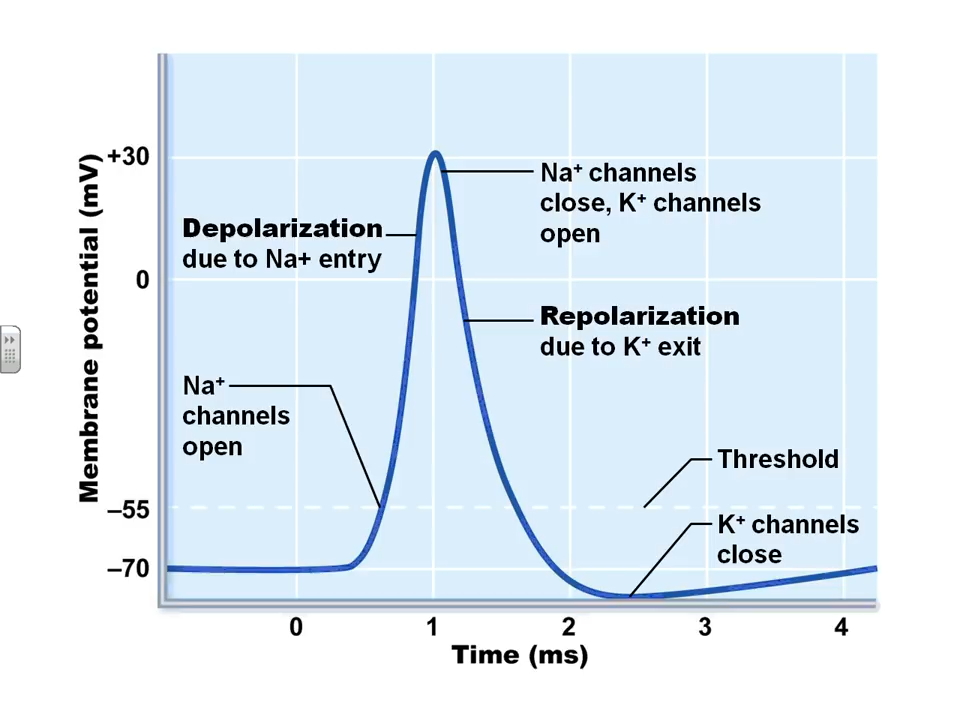 +30
Na⁺ channels
close, K⁺ channels
open
Depolarization
due to Na+ entry
0
Repolarization
due to K⁺ exit
Na⁺
channels
open
Threshold
–55
K⁺ channels
close
–70
0 1 2 3 4
Time (ms)
Membrane potential (mV)